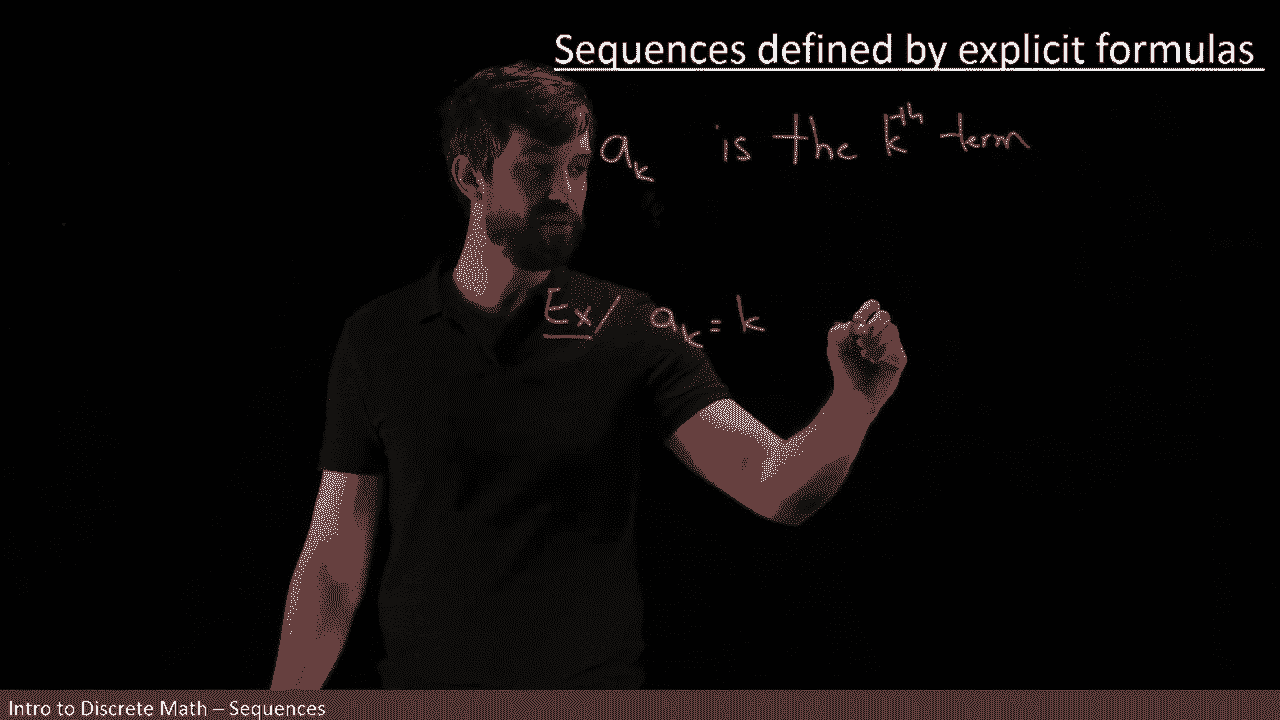 Sequences defined by explicit formulas
a_k is the k^th term
Ex/ a_k = k
Intro to Discrete Math – Sequences